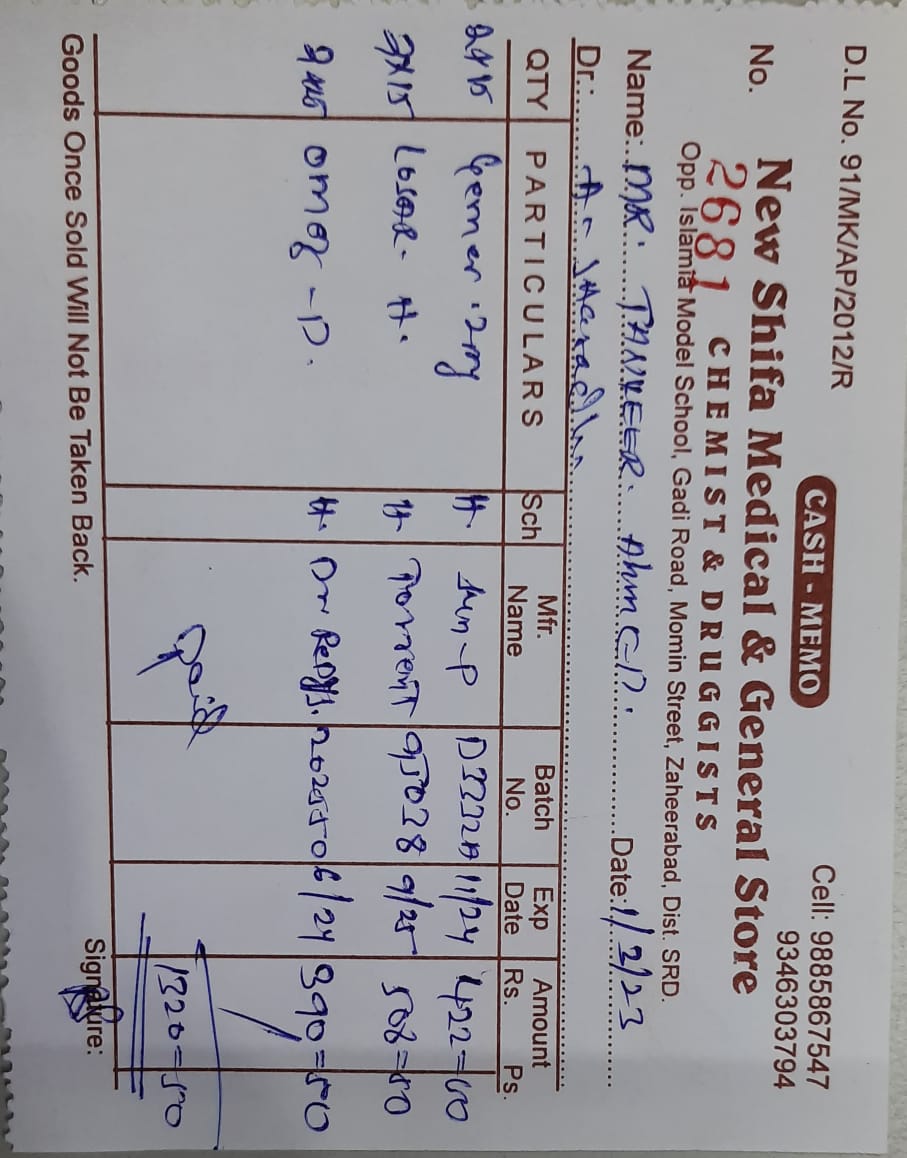 D.L No. 91/MK/AP/2012/R
CASH - MEMO
Cell: 9885867547
9346303794
No. 2681
New Shifa Medical & General Store
CHEMIST & DRUGGISTS
Opp. Islamia Model School, Gadi Road, Momin Street, Zaheerabad, Dist. SRD.
Name: MR. TANVEER. Ahmed. Date: 1/2/23
Dr.: A.
QTY PARTICULARS Sch Mfr. Name Batch No. Exp Date Amount Rs. Ps.
2x15 Gemer 2mg H. Sun-P D3332A 11/24 422=00
2x15 LOSAR- H. H Torrent 95038 9/25 508=50
2x15 omez -D. H. Dr Reddys. 202550 6/24 390=50
paid
1320=50
Goods Once Sold Will Not Be Taken Back.
Signature: